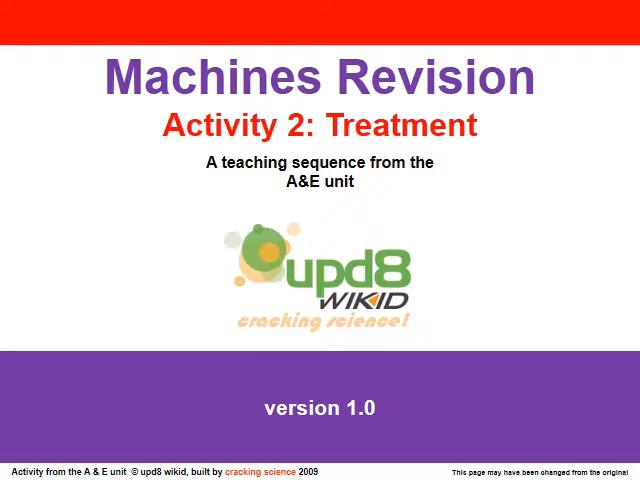 Machines Revision
Activity 2: Treatment
A teaching sequence from the
A&E unit
upd8
WIKID
cracking science!
version 1.0
Activity from the A & E unit © upd8 wikid, built by cracking science 2009
This page may have been changed from the original